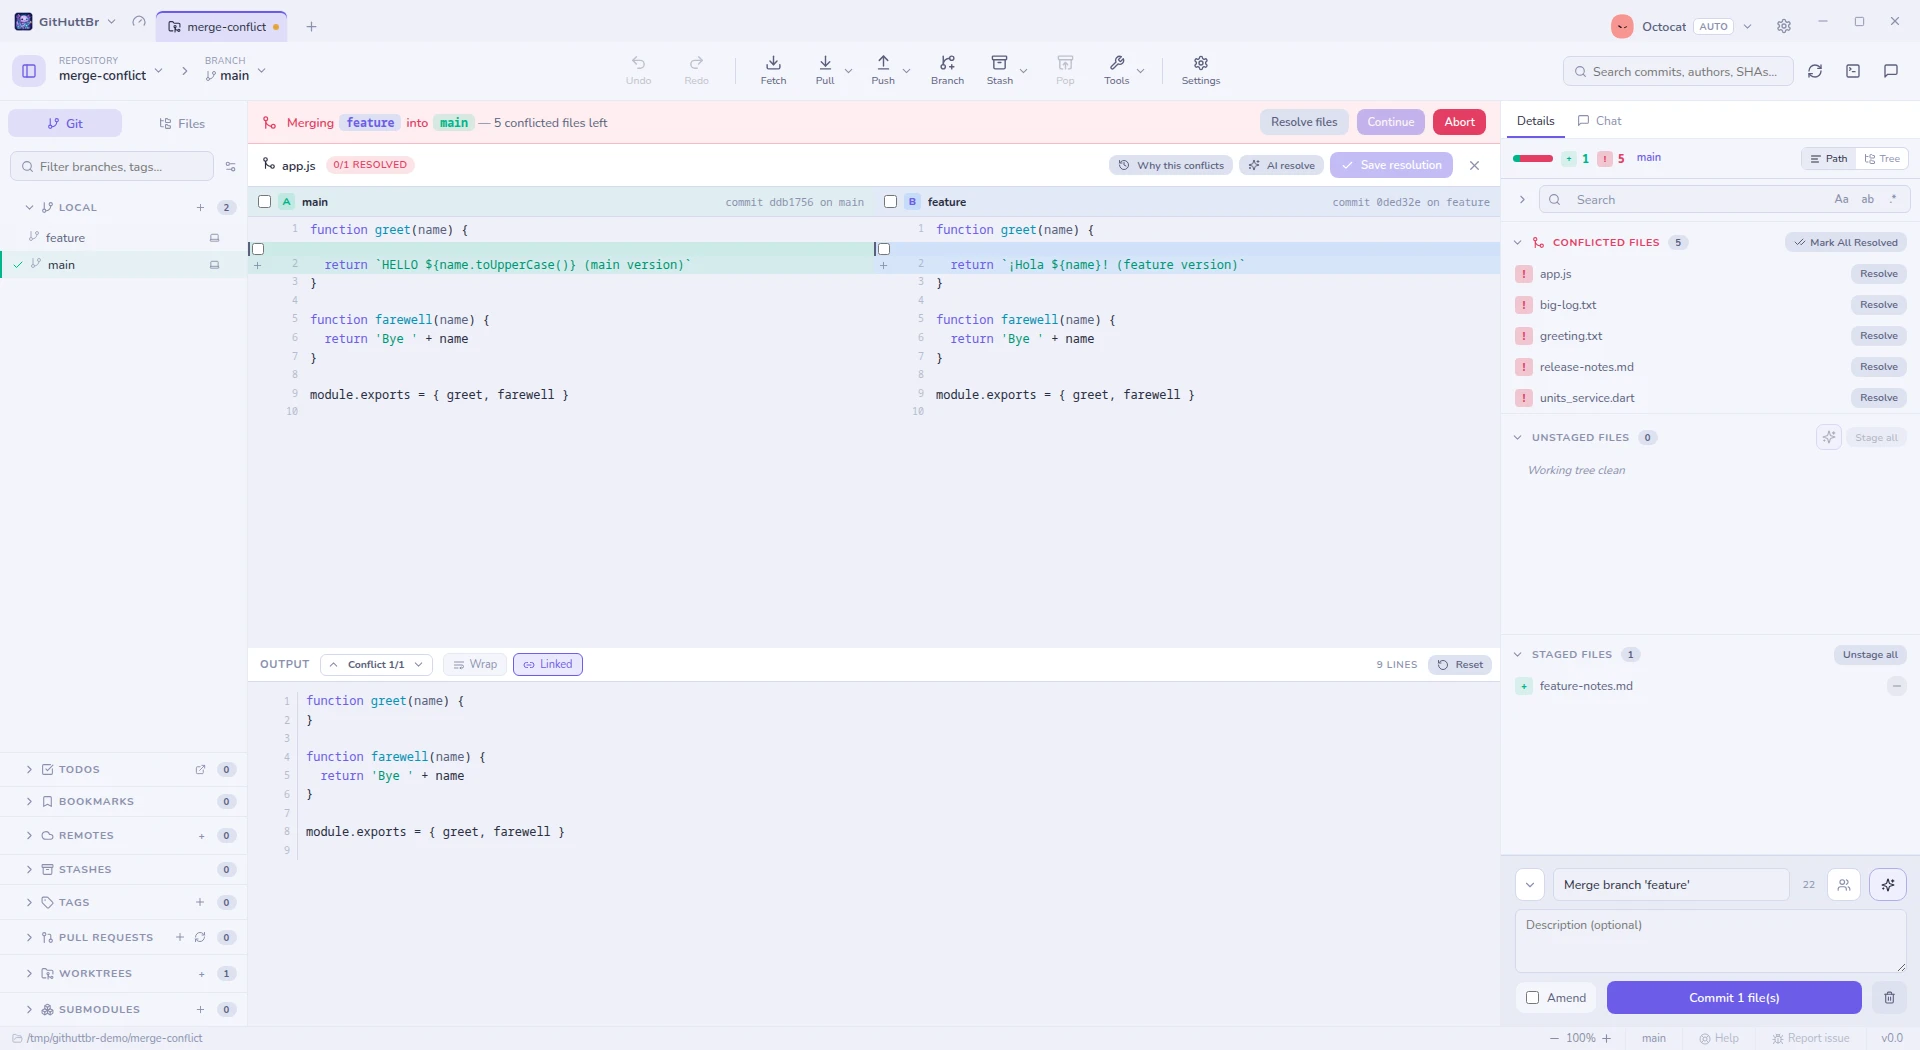 GitHuttBr
merge-conflict
Octocat AUTO
REPOSITORY
merge-conflict
BRANCH
main
Undo
Redo
Fetch
Pull
Push
Branch
Stash
Pop
Tools
Settings
Search commits, authors, SHAs...
Git
Files
Filter branches, tags...
LOCAL
2
feature
main
TODOS
0
BOOKMARKS
0
REMOTES
+
0
STASHES
0
TAGS
+
0
PULL REQUESTS
+
0
WORKTREES
+
1
SUBMODULES
+
0
Merging feature into main — 5 conflicted files left
Resolve files
Continue
Abort
app.js
0/1 RESOLVED
Why this conflicts
AI resolve
Save resolution
A main
commit ddb1756 on main
1 function greet(name) {
+ 2 return `HELLO ${name.toUpperCase()} (main version)`
3 }
4
5 function farewell(name) {
6 return 'Bye ' + name
7 }
8
9 module.exports = { greet, farewell }
10
B feature
commit 0ded32e on feature
1 function greet(name) {
+ 2 return `¡Hola ${name}! (feature version)`
3 }
4
5 function farewell(name) {
6 return 'Bye ' + name
7 }
8
9 module.exports = { greet, farewell }
10
OUTPUT
Conflict 1/1
Wrap
Linked
9 LINES
Reset
1 function greet(name) {
2 }
3
4 function farewell(name) {
5 return 'Bye ' + name
6 }
7
8 module.exports = { greet, farewell }
9
Details
Chat
+ 1 ! 5 main
Path
Tree
Search
Aa ab .*
CONFLICTED FILES 5
Mark All Resolved
! app.js Resolve
! big-log.txt Resolve
! greeting.txt Resolve
! release-notes.md Resolve
! units_service.dart Resolve
UNSTAGED FILES 0
Stage all
Working tree clean
STAGED FILES 1
Unstage all
+ feature-notes.md
Merge branch 'feature'
22
Description (optional)
Amend
Commit 1 file(s)
/tmp/githuttbr-demo/merge-conflict
— 100% +
main
Help
Report issue
v0.0